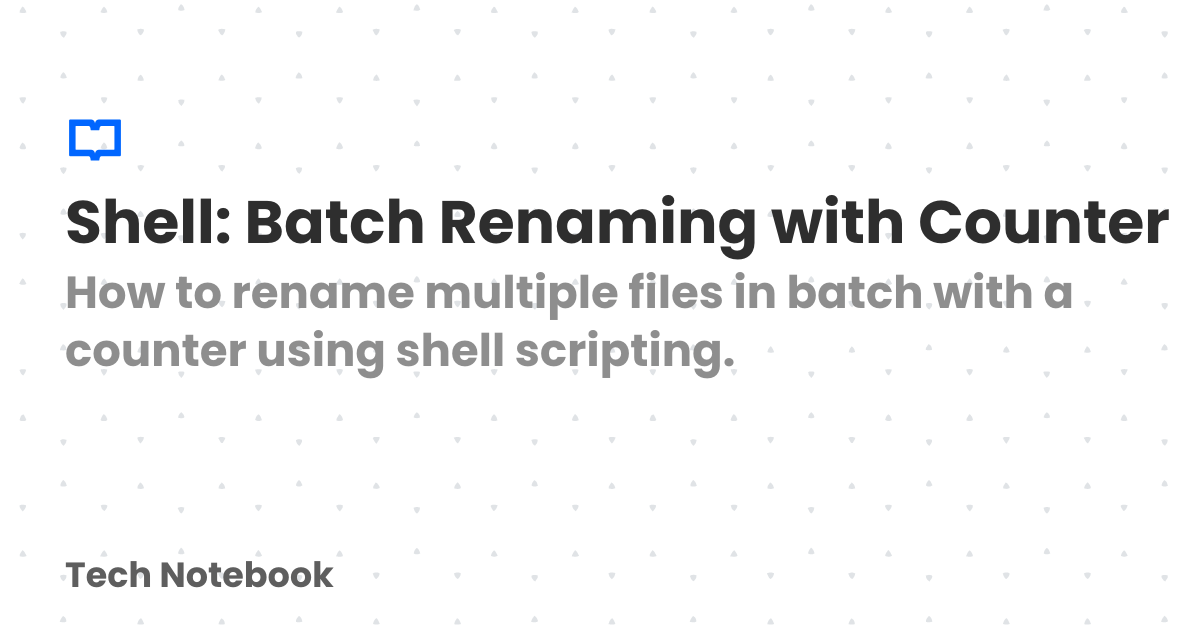 Shell: Batch Renaming with Counter
How to rename multiple files in batch with a
counter using shell scripting.
Tech Notebook